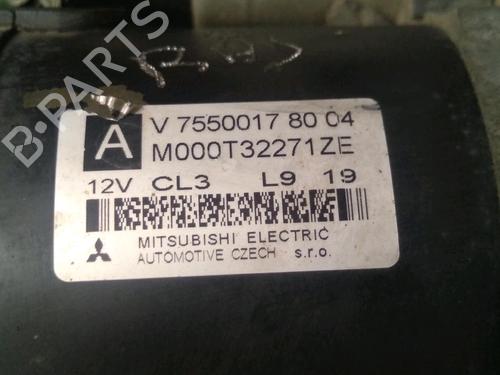 A
V 7550017 80 04
M000T32271ZE
12V CL3 L9 19
MITSUBISHI ELECTRIC
AUTOMOTIVE CZECH s.r.o.
B-PARTS